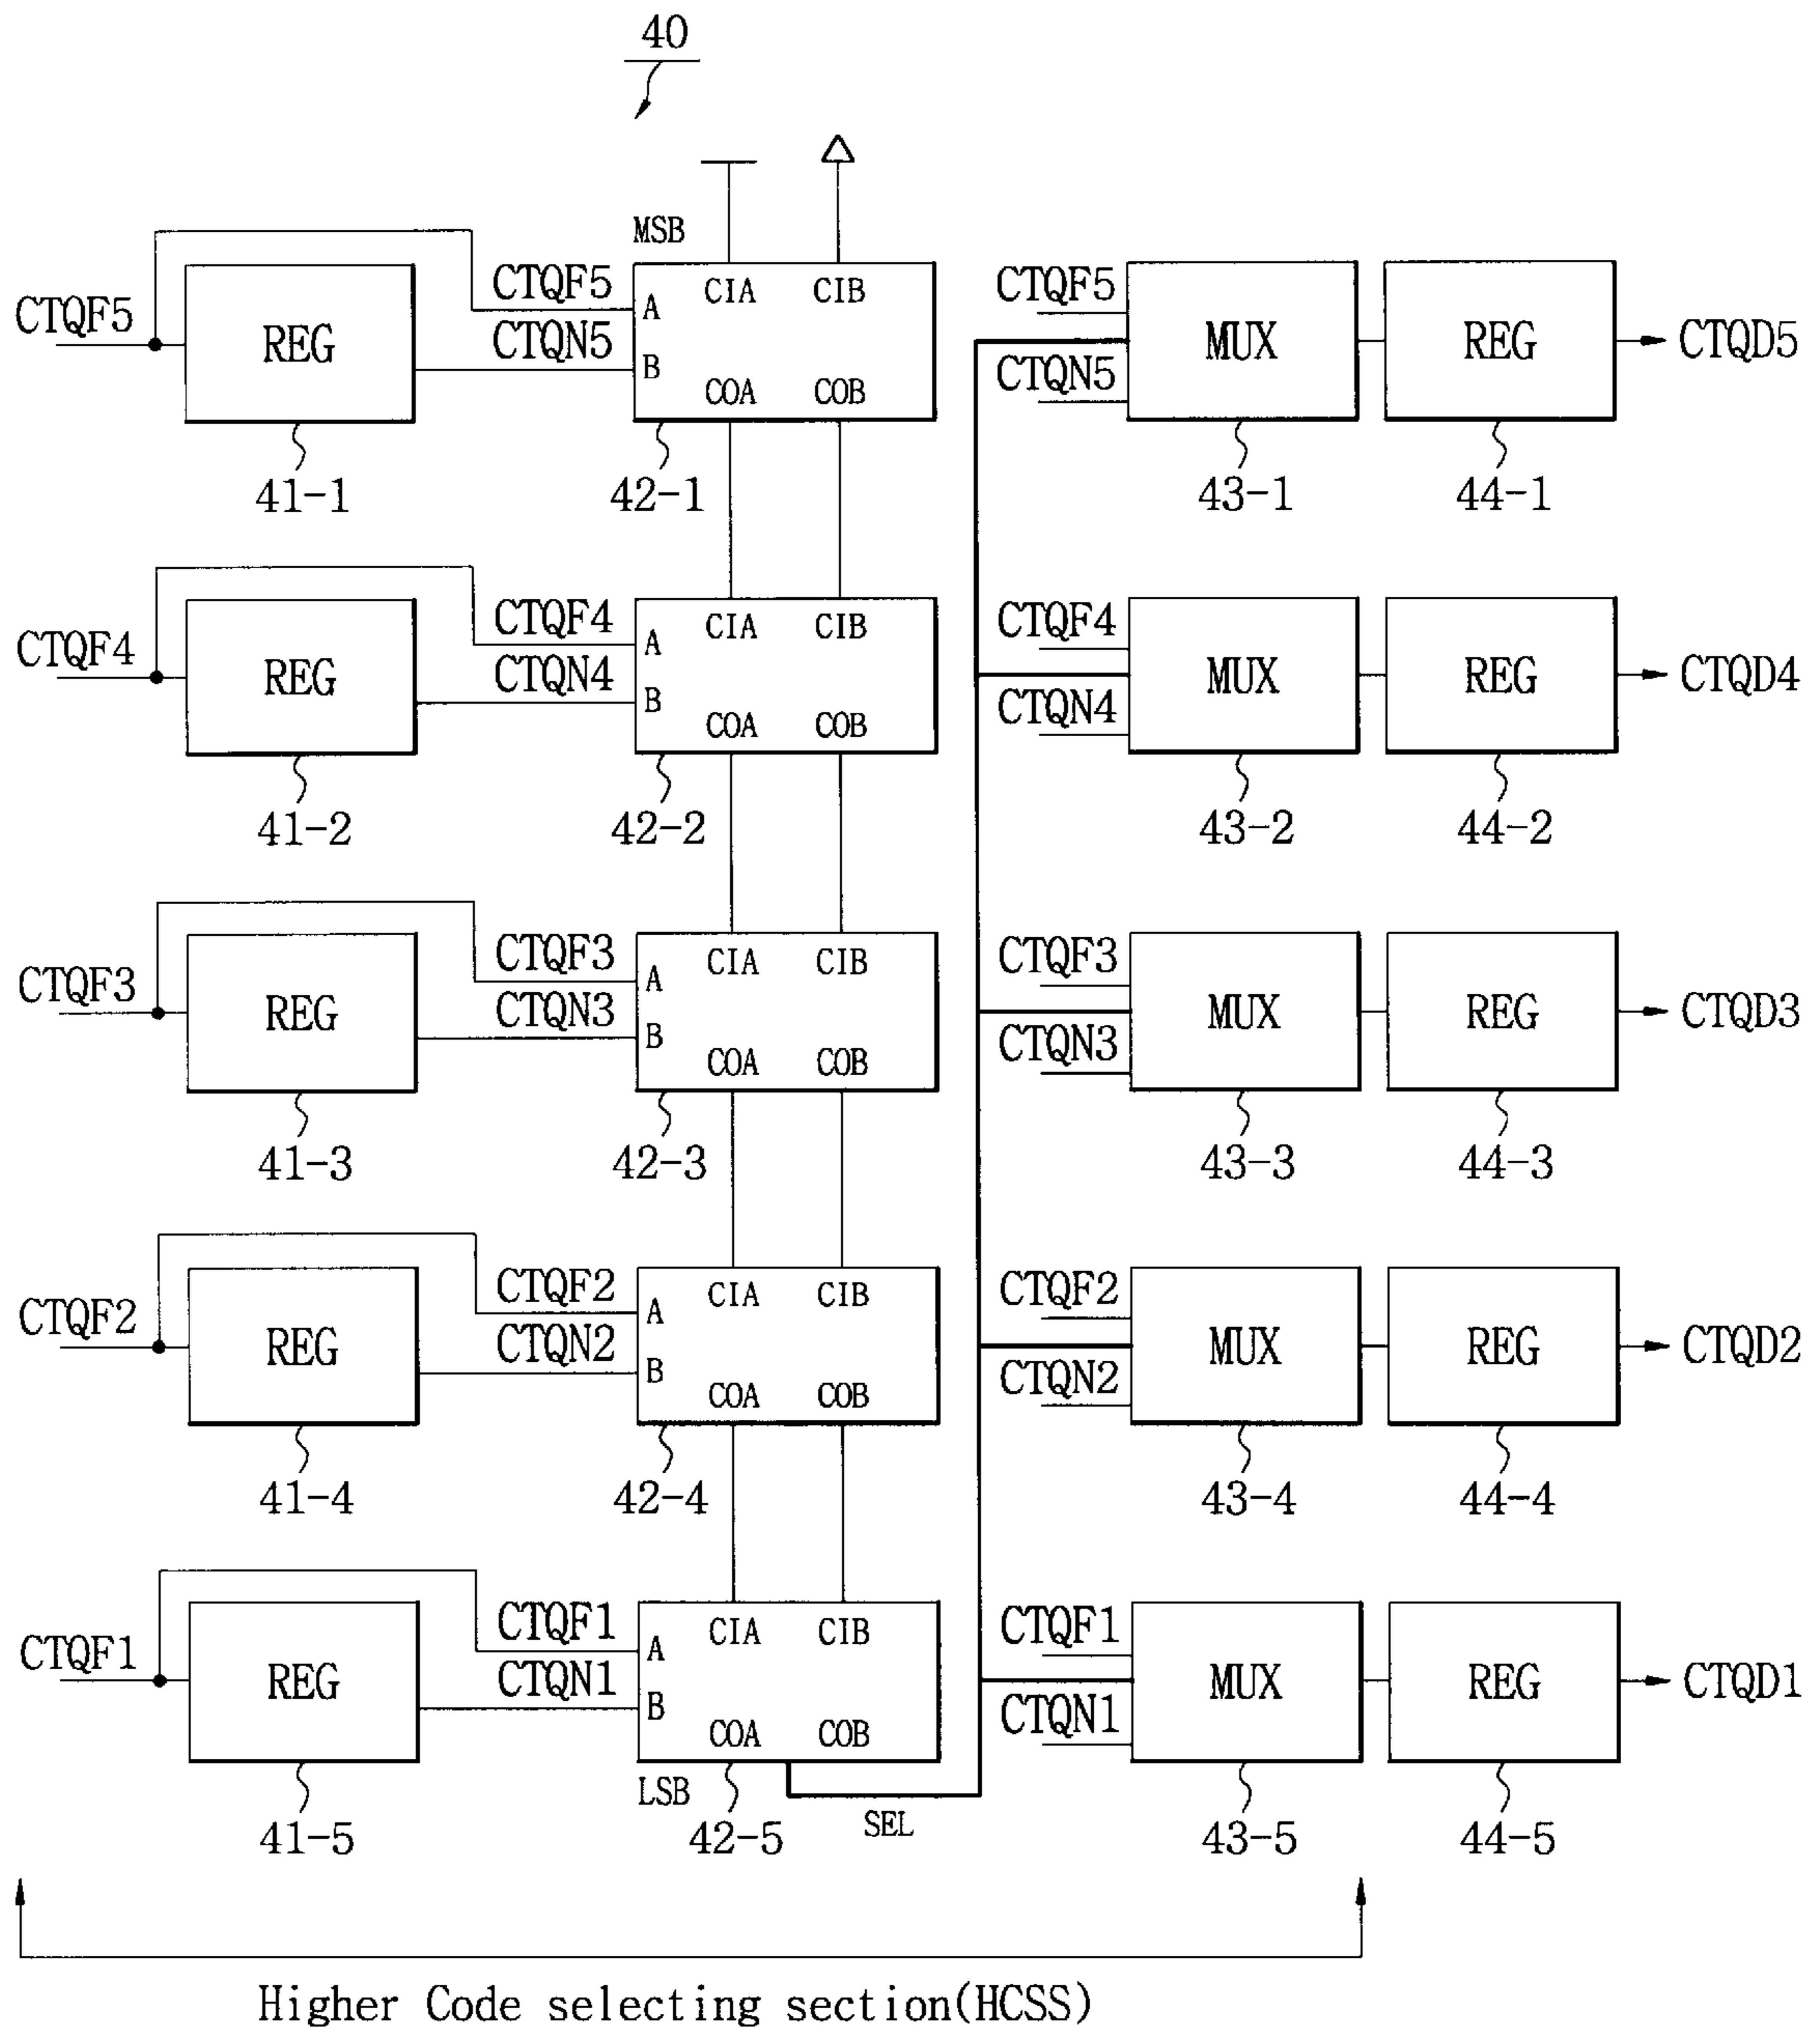 40
MSB
CTQF5 REG CTQF5 CTQN5 A B CIA CIB COA COB CTQF5 CTQN5 MUX REG CTQD5
41-1 42-1 43-1 44-1
CTQF4 REG CTQF4 CTQN4 A B CIA CIB COA COB CTQF4 CTQN4 MUX REG CTQD4
41-2 42-2 43-2 44-2
CTQF3 REG CTQF3 CTQN3 A B CIA CIB COA COB CTQF3 CTQN3 MUX REG CTQD3
41-3 42-3 43-3 44-3
CTQF2 REG CTQF2 CTQN2 A B CIA CIB COA COB CTQF2 CTQN2 MUX REG CTQD2
41-4 42-4 43-4 44-4
CTQF1 REG CTQF1 CTQN1 A B CIA CIB COA COB CTQF1 CTQN1 MUX REG CTQD1
LSB SEL
41-5 42-5 43-5 44-5
Higher Code selecting section(HCSS)